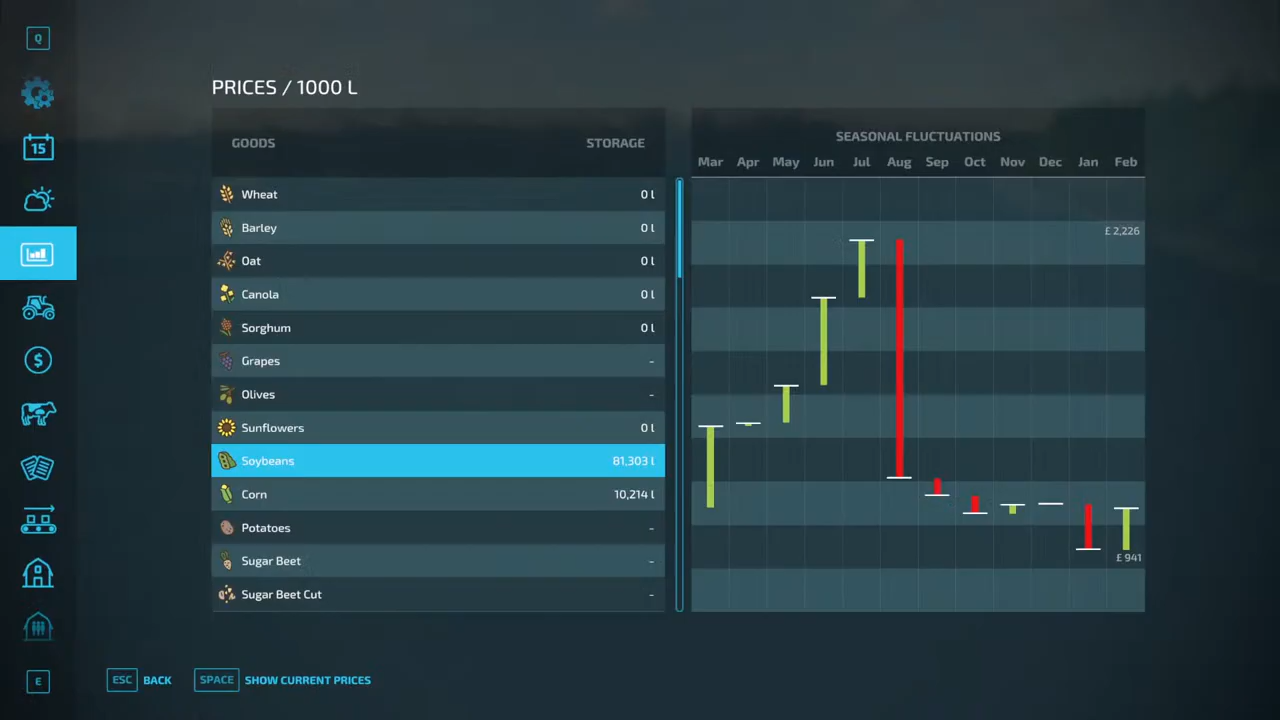 Q
PRICES / 1000 L
GOODS STORAGE
SEASONAL FLUCTUATIONS
Mar Apr May Jun Jul Aug Sep Oct Nov Dec Jan Feb
15
Wheat 0 l
Barley 0 l
£ 2,226
Oat 0 l
Canola 0 l
Sorghum 0 l
Grapes -
Olives -
Sunflowers 0 l
Soybeans 81,303 l
Corn 10,214 l
Potatoes -
Sugar Beet -
£ 941
Sugar Beet Cut -
E
ESC BACK SPACE SHOW CURRENT PRICES